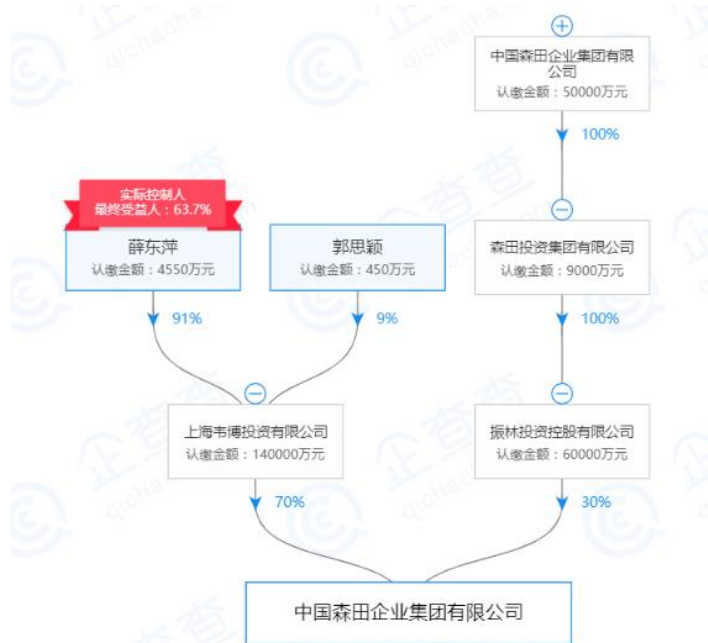 中国森田企业集团有限
公司
认缴金额：50000万元
100%
实际控制人
最终受益人：63.7%
薛东萍
认缴金额：4550万元
郭思颖
认缴金额：450万元
森田投资集团有限公司
认缴金额：9000万元
91%
9%
100%
上海韦博投资有限公司
认缴金额：140000万元
振林投资控股有限公司
认缴金额：60000万元
70%
30%
中国森田企业集团有限公司
企查查
qichacha.com